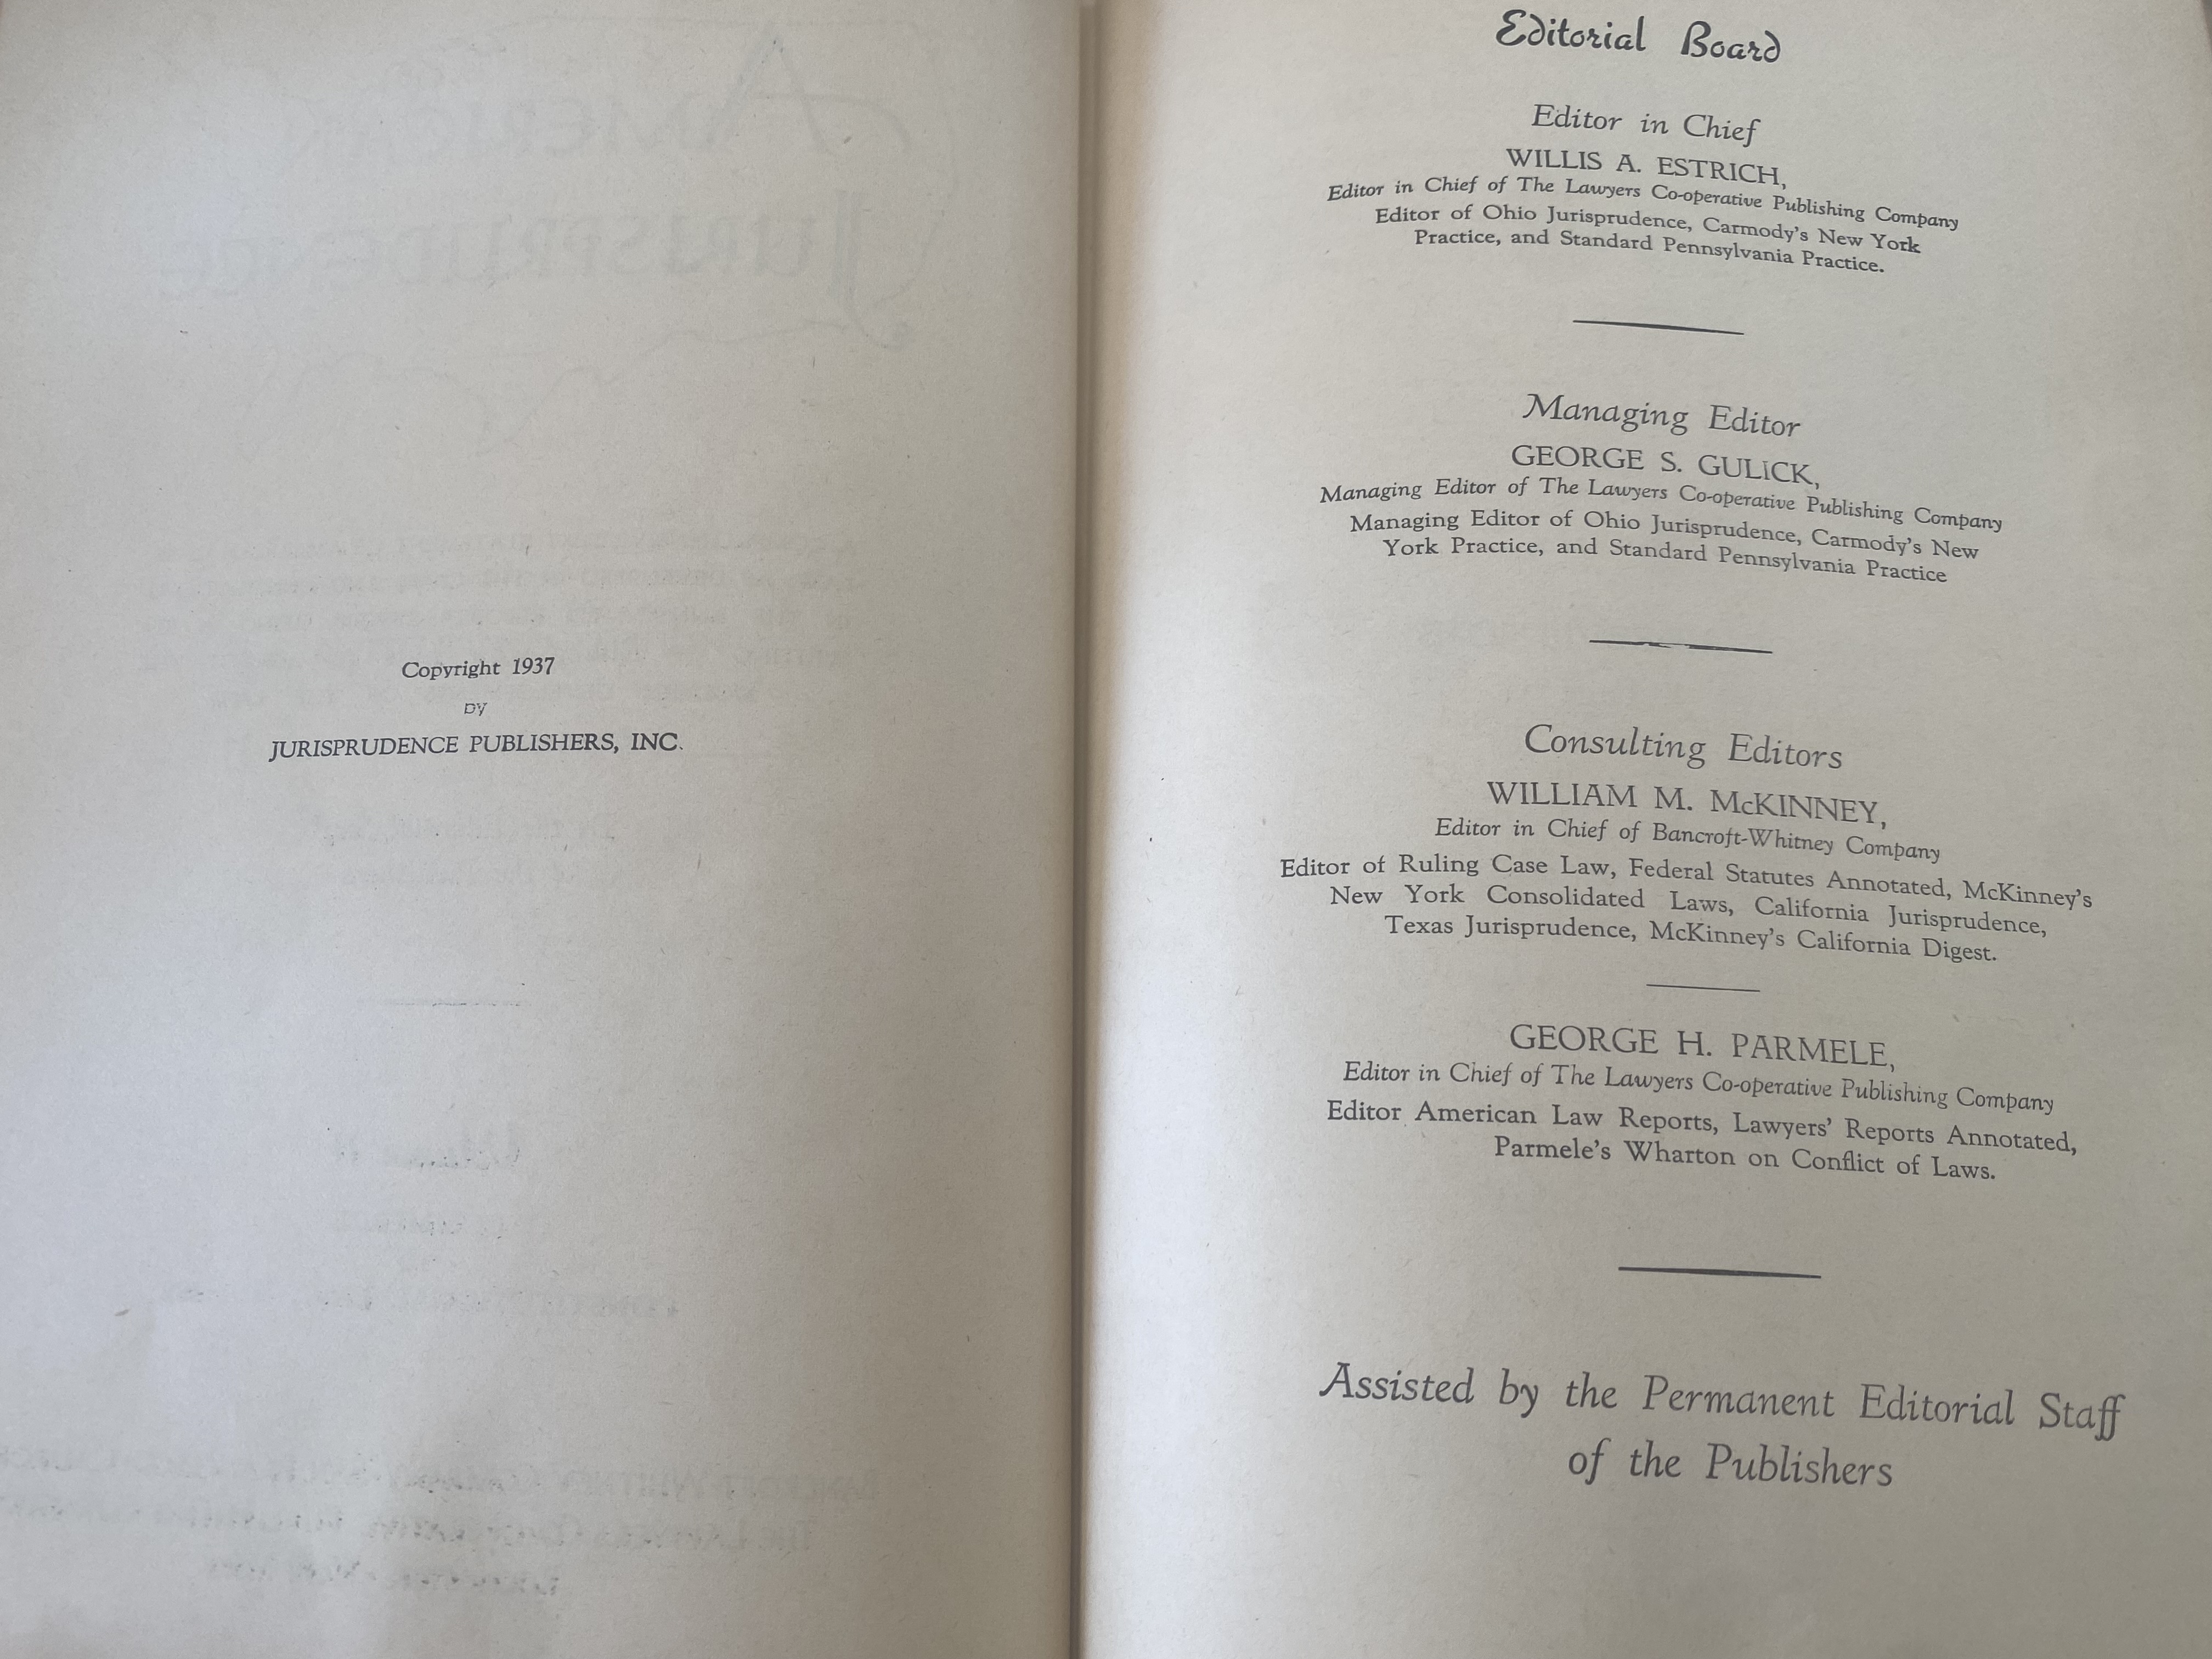 Copyright 1937
BY
JURISPRUDENCE PUBLISHERS, INC.
Editorial Board
Editor in Chief
WILLIS A. ESTRICH,
Editor in Chief of The Lawyers Co-operative Publishing Company
Editor of Ohio Jurisprudence, Carmody's New York
Practice, and Standard Pennsylvania Practice.
Managing Editor
GEORGE S. GULICK,
Managing Editor of The Lawyers Co-operative Publishing Company
Managing Editor of Ohio Jurisprudence, Carmody's New
York Practice, and Standard Pennsylvania Practice
Consulting Editors
WILLIAM M. McKINNEY,
Editor in Chief of Bancroft-Whitney Company
Editor of Ruling Case Law, Federal Statutes Annotated, McKinney's
New York Consolidated Laws, California Jurisprudence,
Texas Jurisprudence, McKinney's California Digest.
GEORGE H. PARMELE,
Editor in Chief of The Lawyers Co-operative Publishing Company
Editor American Law Reports, Lawyers' Reports Annotated,
Parmele's Wharton on Conflict of Laws.
Assisted by the Permanent Editorial Staff
of the Publishers